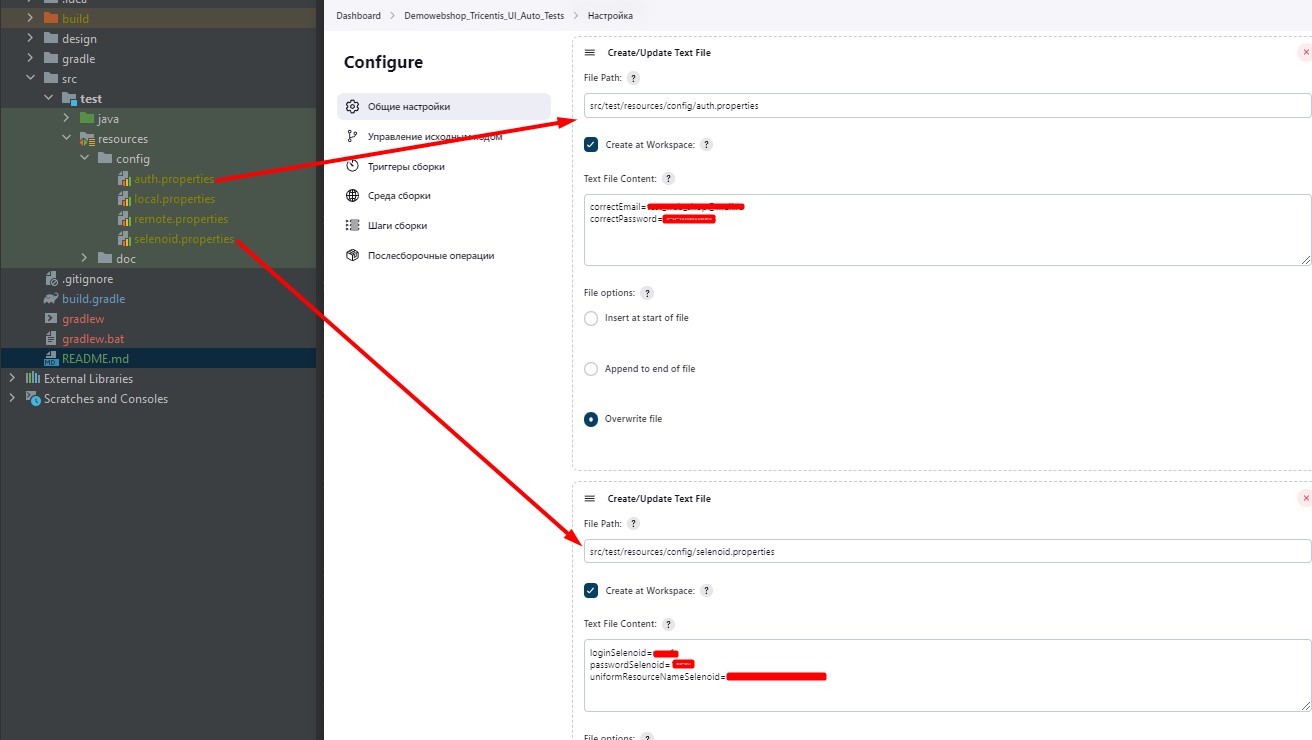 .idea
build
design
gradle
src
test
java
resources
config
auth.properties
local.properties
remote.properties
selenoid.properties
doc
.gitignore
build.gradle
gradlew
gradlew.bat
README.md
External Libraries
Scratches and Consoles
Dashboard > Demowebshop_Tricentis_UI_Auto_Tests > Настройка
Configure
Общие настройки
Управление исходным кодом
Триггеры сборки
Среда сборки
Шаги сборки
Послесборочные операции
Create/Update Text File
File Path: ?
src/test/resources/config/auth.properties
Create at Workspace: ?
Text File Content: ?
correctEmail=
correctPassword=
File options: ?
Insert at start of file
Append to end of file
Overwrite file
Create/Update Text File
File Path: ?
src/test/resources/config/selenoid.properties
Create at Workspace: ?
Text File Content: ?
loginSelenoid=
passwordSelenoid=
uniformResourceNameSelenoid=
File options: ?